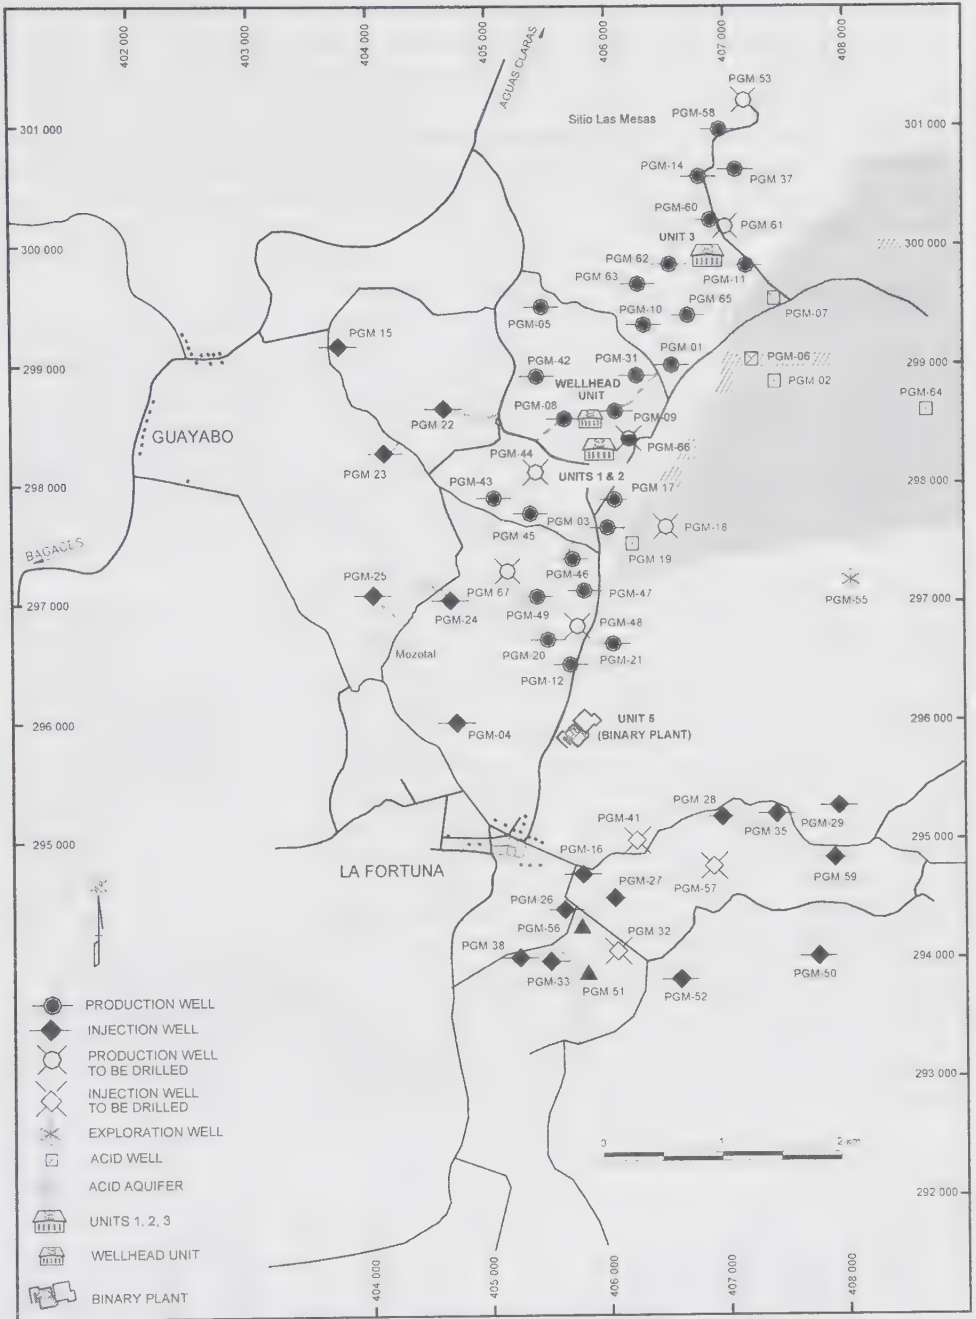 402 000
403 000
404 000
405 000
406 000
407 000
408 000
AGUAS CLARAS
PGM-53
301 000
Sitio Las Mesas
PGM-58
301 000
PGM-14
PGM 37
PGM-60
PGM 61
300 000
UNIT 3
300 000
PGM 62
PGM 63
PGM-11
PGM-10
PGM 65
PGM-05
PGM-07
PGM 15
PGM 01
299 000
PGM-42
PGM-31
PGM-06
299 000
WELLHEAD
UNIT
PGM 02
PGM-64
PGM-08
PGM-09
PGM 22
GUAYABO
PGM-66
PGM-44
PGM 23
UNITS 1 & 2
298 000
PGM-43
PGM 17
298 000
PGM 03
PGM-18
45
PGM 19
BAGACES
PGM-25
PGM-46
297 000
PGM 67
PGM-47
PGM-55
297 000
PGM-24
PGM-49
PGM-48
Mozotal
PGM 20
PGM-21
PGM-12
296 000
UNIT 5
(BINARY PLANT)
296 000
PGM-04
PGM 28
PGM-41
PGM 35
PGM-29
295 000
PGM-16
295 000
LA FORTUNA
PGM-27
PGM-57
PGM 59
PGM-26
PGM-56
PGM 32
PGM 38
294 000
PGM-33
PGM 51
PGM-52
PGM-50
PRODUCTION WELL
INJECTION WELL
PRODUCTION WELL
TO BE DRILLED
293 000
INJECTION WELL
TO BE DRILLED
EXPLORATION WELL
0 1 2 km
ACID WELL
ACID AQUIFER
292 000
UNITS 1, 2, 3
WELLHEAD UNIT
BINARY PLANT
404 000
405 000
406 000
407 000
408 000